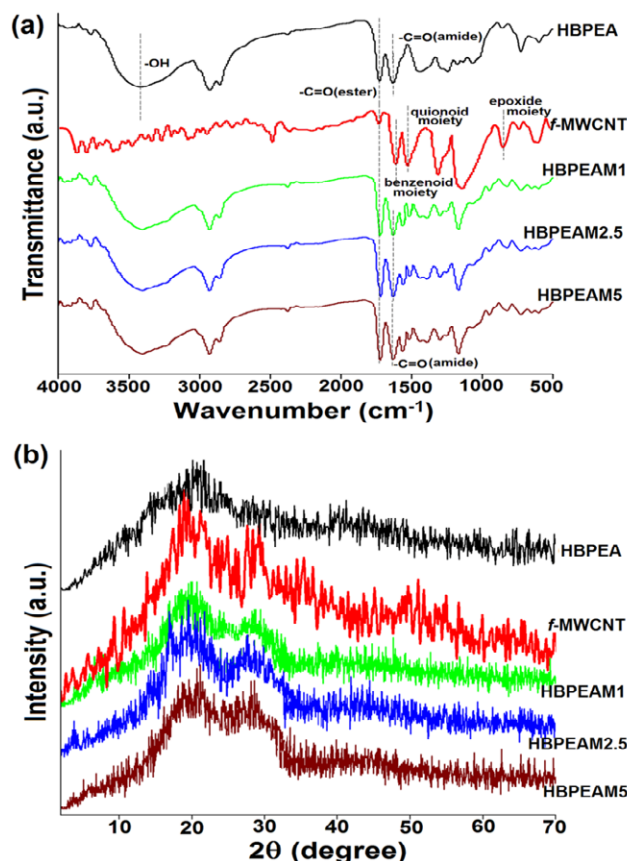 (a)
HBPEA
-C=O(amide)
-OH
-C=O(ester)
quionoid
moiety
epoxide
moiety
f-MWCNT
benzenoid
moiety
HBPEAM1
HBPEAM2.5
HBPEAM5
-C=O(amide)
Transmittance (a.u.)
4000 3500 3000 2500 2000 1500 1000 500
Wavenumber (cm⁻¹)
(b)
HBPEA
f-MWCNT
HBPEAM1
HBPEAM2.5
HBPEAM5
Intensity (a.u.)
10 20 30 40 50 60 70
2θ (degree)